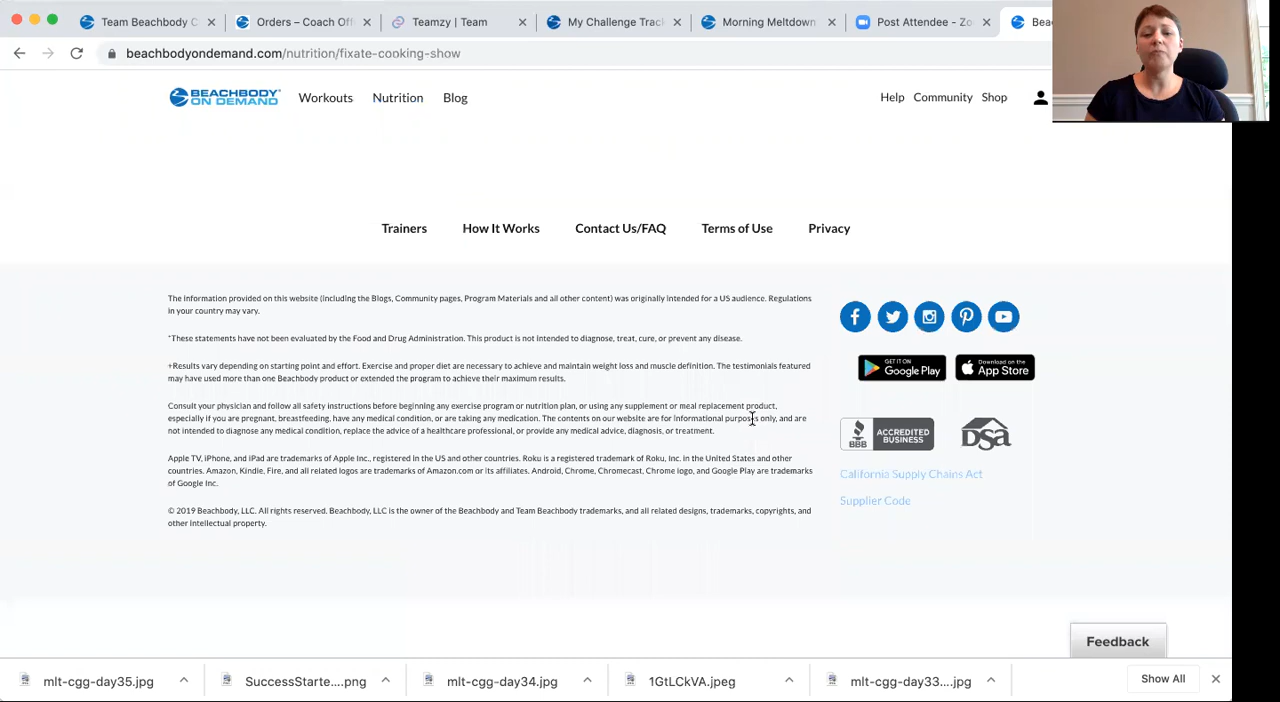 Team Beachbody C
Orders – Coach Off
Teamzy | Team
My Challenge Trac
Morning Meltdown
Post Attendee - Zo
Bea
beachbodyondemand.com/nutrition/fixate-cooking-show
BEACHBODY
ON DEMAND
Workouts
Nutrition
Blog
Help
Community
Shop
Trainers
How It Works
Contact Us/FAQ
Terms of Use
Privacy
The information provided on this website (including the Blogs, Community pages, Program Materials and all other content) was originally intended for a US audience. Regulations
in your country may vary.
*These statements have not been evaluated by the Food and Drug Administration. This product is not intended to diagnose, treat, cure, or prevent any disease.
+Results vary depending on starting point and effort. Exercise and proper diet are necessary to achieve and maintain weight loss and muscle definition. The testimonials featured
may have used more than one Beachbody product or extended the program to achieve their maximum results.
Consult your physician and follow all safety instructions before beginning any exercise program or nutrition plan, or using any supplement or meal replacement product,
especially if you are pregnant, breastfeeding, have any medical condition, or are taking any medication. The contents on our website are for informational purposes only, and are
not intended to diagnose any medical condition, replace the advice of a healthcare professional, or provide any medical advice, diagnosis, or treatment.
Apple TV, iPhone, and iPad are trademarks of Apple Inc., registered in the US and other countries. Roku is a registered trademark of Roku, Inc. in the United States and other
countries. Amazon, Kindle, Fire, and all related logos are trademarks of Amazon.com or its affiliates. Android, Chrome, Chromecast, Chrome logo, and Google Play are trademarks
of Google Inc.
© 2019 Beachbody, LLC. All rights reserved. Beachbody, LLC is the owner of the Beachbody and Team Beachbody trademarks, and all related designs, trademarks, copyrights, and
other intellectual property.
GET IT ON
Google Play
Download on the
App Store
BBB
ACCREDITED
BUSINESS
DSA
California Supply Chains Act
Supplier Code
Feedback
mlt-cgg-day35.jpg
SuccessStarte....png
mlt-cgg-day34.jpg
1GtLCkVA.jpeg
mlt-cgg-day33....jpg
Show All